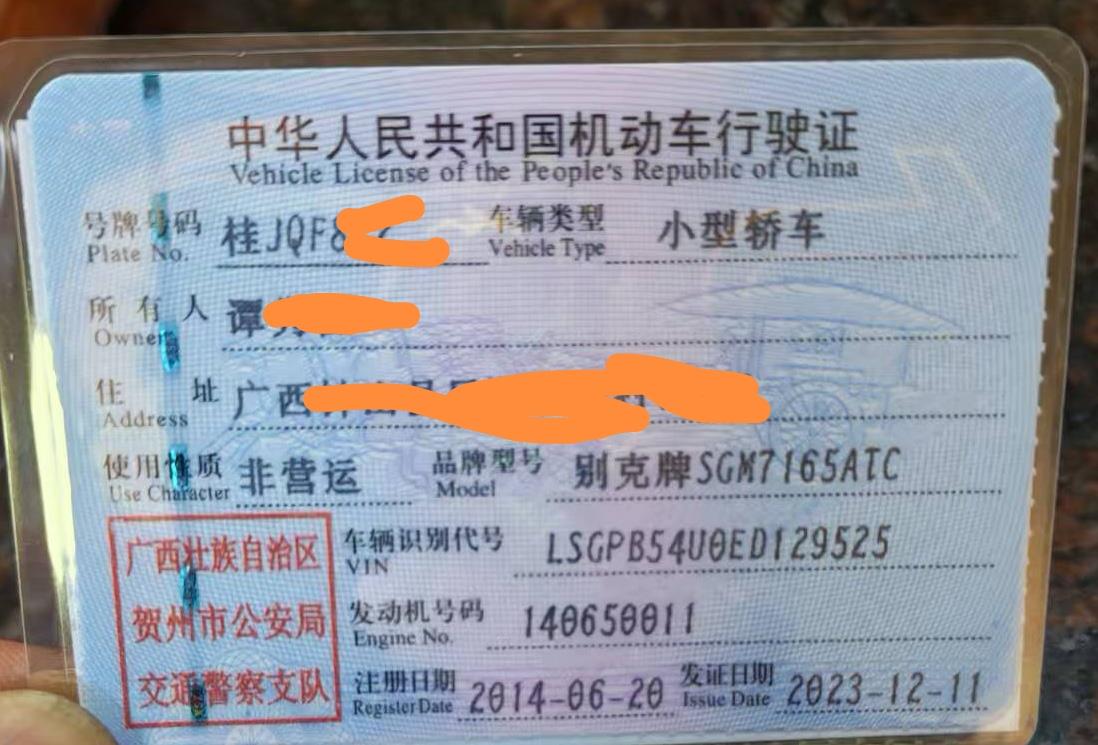 中华人民共和国机动车行驶证
Vehicle License of the People's Republic of China
号牌号码 桂JQF8 车辆类型 小型轿车
Plate No. Vehicle Type
所有人 谭
Owner
住址 广西
Address
使用性质 非营运 品牌型号 别克牌SGM7165ATC
Use Character Model
广西壮族自治区 车辆识别代号 LSGPB54U0ED129525
VIN
贺州市公安局 发动机号码 140650011
Engine No.
交通警察支队 注册日期 2014-06-20 发证日期 2023-12-11
Register Date Issue Date